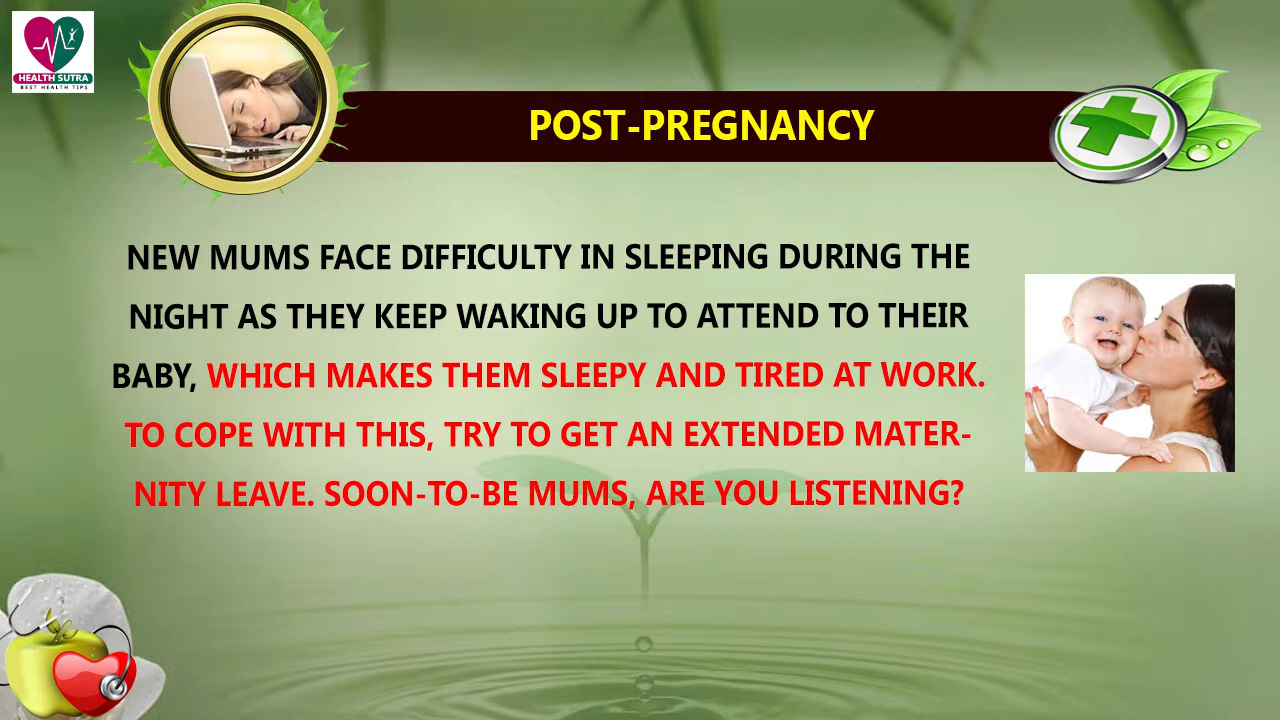 HEALTH SUTRA
BEST HEALTH TIPS
POST-PREGNANCY
NEW MUMS FACE DIFFICULTY IN SLEEPING DURING THE
NIGHT AS THEY KEEP WAKING UP TO ATTEND TO THEIR
BABY, WHICH MAKES THEM SLEEPY AND TIRED AT WORK.
TO COPE WITH THIS, TRY TO GET AN EXTENDED MATER-
NITY LEAVE. SOON-TO-BE MUMS, ARE YOU LISTENING?